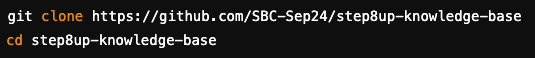 git clone https://github.com/SBC-Sep24/step8up-knowledge-base
cd step8up-knowledge-base